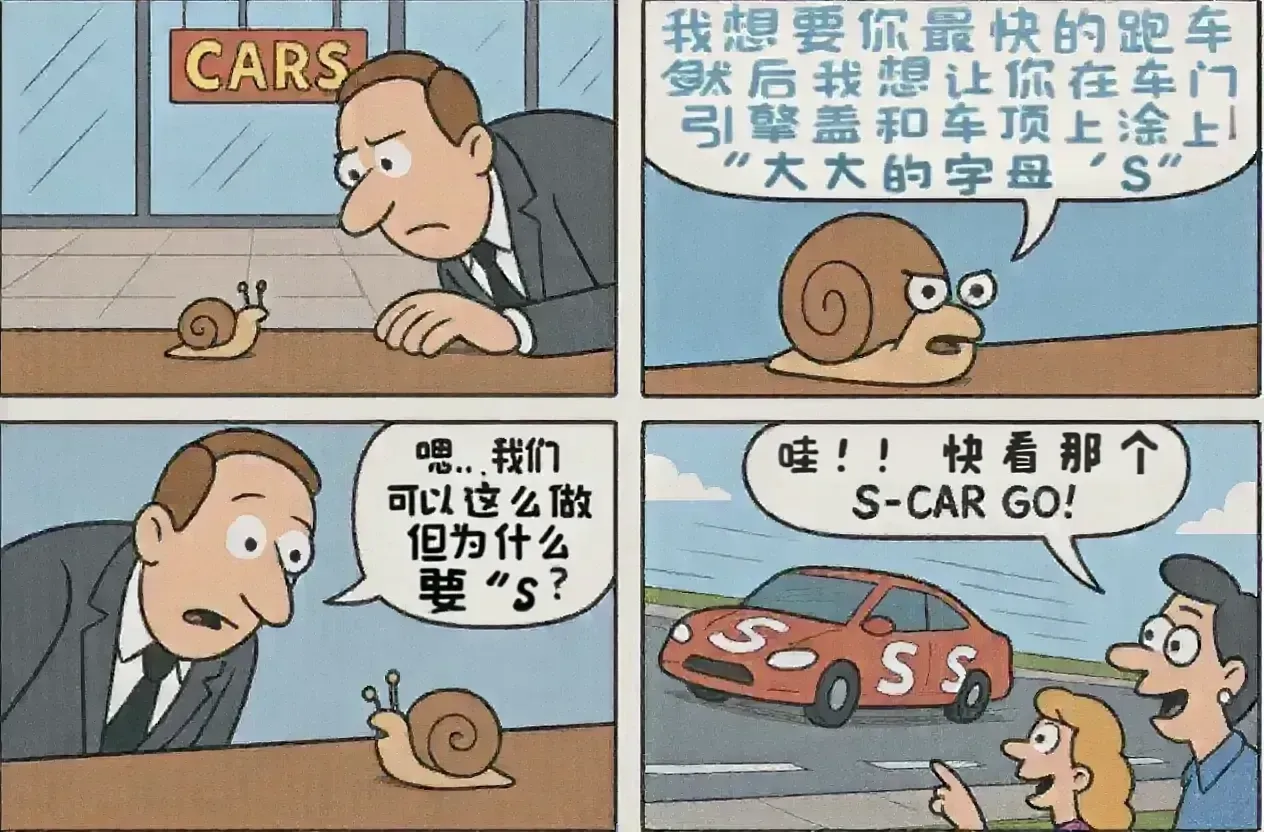 CARS
我想要你最快的跑车
然后我想让你在车门
引擎盖和车顶上涂上
"大大的字母 'S"
嗯...我们
可以这么做
但为什么
要 "S?
哇!! 快看那个
S-CAR GO!
S
S
S